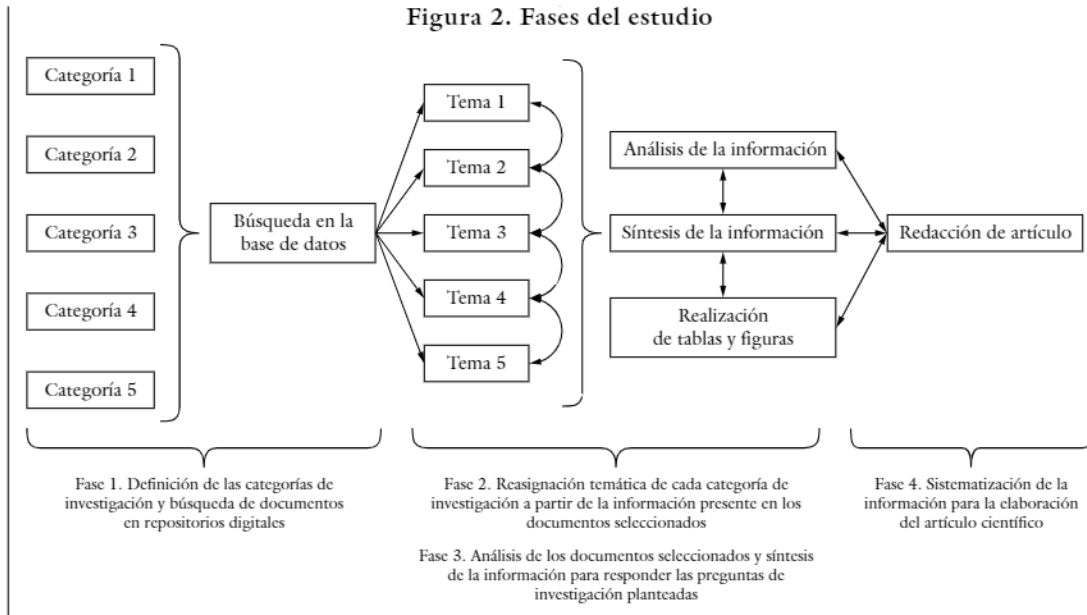 Figura 2. Fases del estudio
Categoría 1
Categoría 2
Categoría 3
Categoría 4
Categoría 5
Búsqueda en la
base de datos
Tema 1
Tema 2
Tema 3
Tema 4
Tema 5
Análisis de la información
Síntesis de la información
Realización
de tablas y figuras
Redacción de artículo
Fase 1. Definición de las categorías de
investigación y búsqueda de documentos
en repositorios digitales
Fase 2. Reasignación temática de cada categoría de
investigación a partir de la información presente en los
documentos seleccionados
Fase 3. Análisis de los documentos seleccionados y síntesis
de la información para responder las preguntas de
investigación planteadas
Fase 4. Sistematización de la
información para la elaboración
del artículo científico